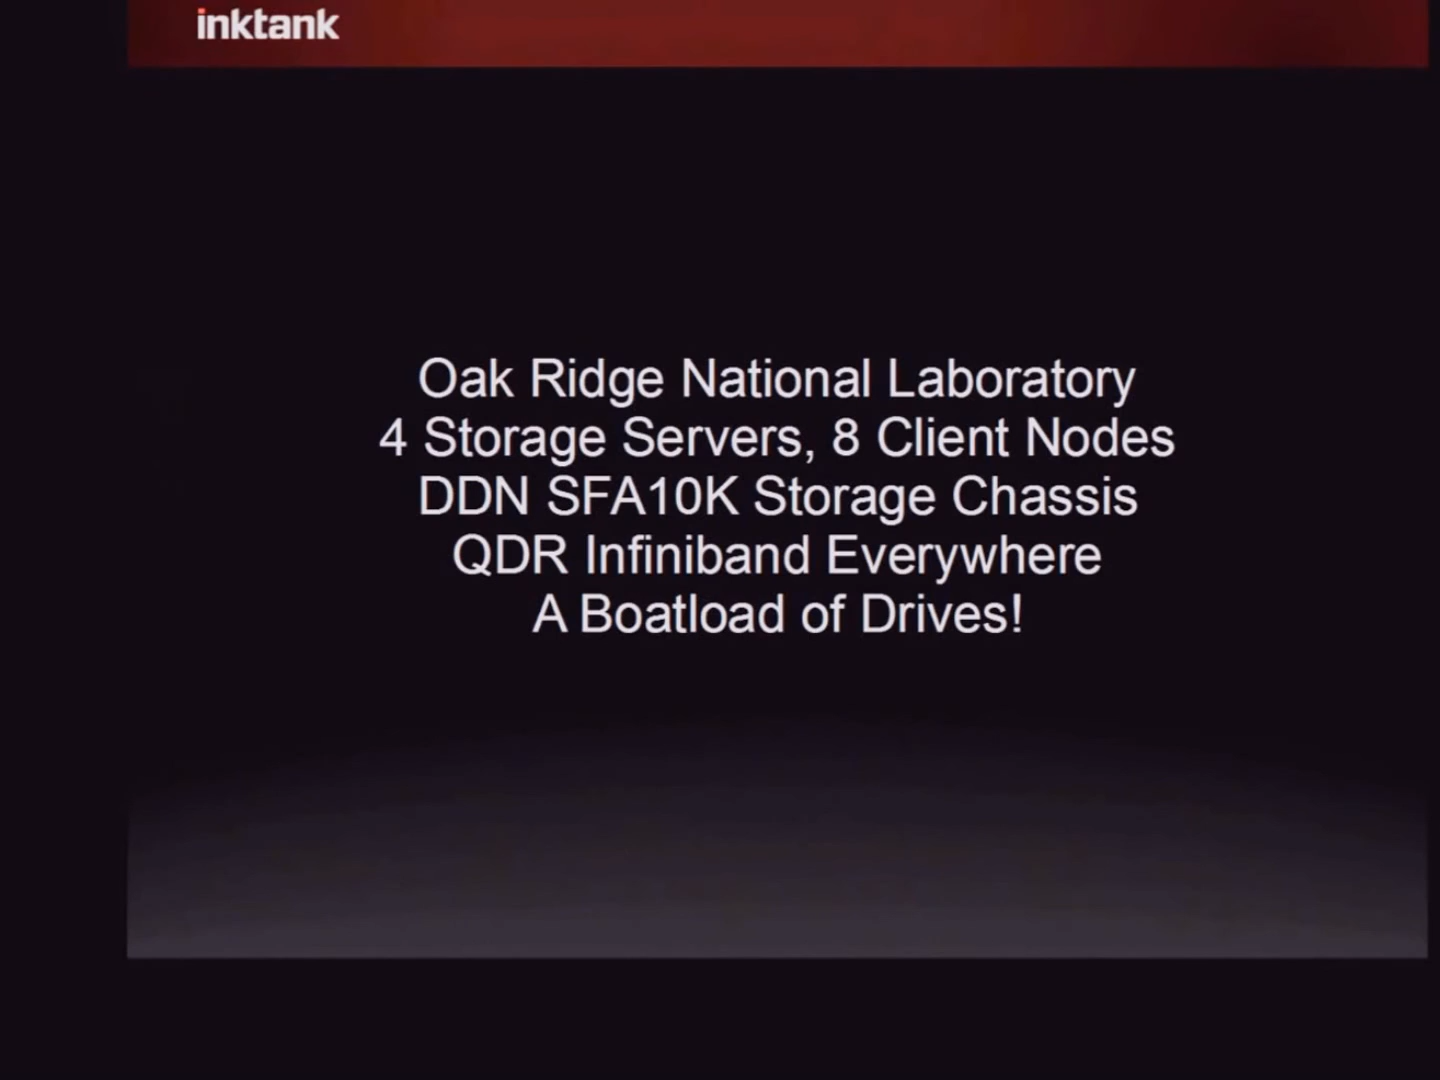 inktank
Oak Ridge National Laboratory
4 Storage Servers, 8 Client Nodes
DDN SFA10K Storage Chassis
QDR Infiniband Everywhere
A Boatload of Drives!